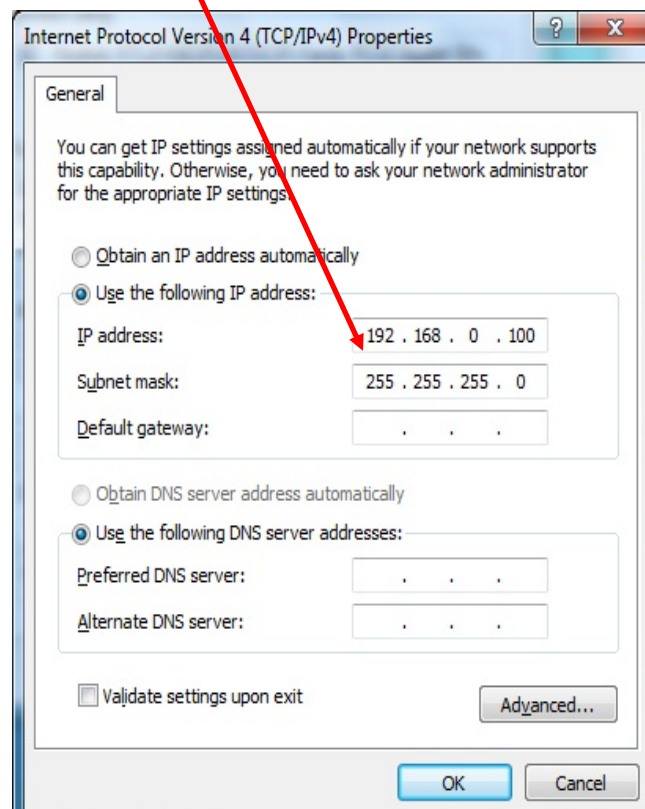 Internet Protocol Version 4 (TCP/IPv4) Properties
General
You can get IP settings assigned automatically if your network supports
this capability. Otherwise, you need to ask your network administrator
for the appropriate IP settings.
Obtain an IP address automatically
Use the following IP address:
IP address: 192 . 168 . 0 . 100
Subnet mask: 255 . 255 . 255 . 0
Default gateway: . . .
Obtain DNS server address automatically
Use the following DNS server addresses:
Preferred DNS server: . . .
Alternate DNS server: . . .
Validate settings upon exit
Advanced...
OK Cancel